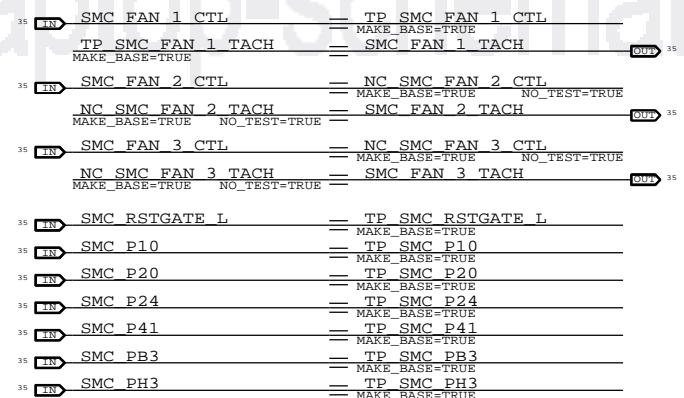 35 IN SMC_FAN_1_CTL = TP_SMC_FAN_1_CTL
MAKE_BASE=TRUE
TP_SMC_FAN_1_TACH = SMC_FAN_1_TACH OUT 35
MAKE_BASE=TRUE
35 IN SMC_FAN_2_CTL = NC_SMC_FAN_2_CTL
MAKE_BASE=TRUE NO_TEST=TRUE
NC_SMC_FAN_2_TACH = SMC_FAN_2_TACH OUT 35
MAKE_BASE=TRUE NO_TEST=TRUE
35 IN SMC_FAN_3_CTL = NC_SMC_FAN_3_CTL
MAKE_BASE=TRUE NO_TEST=TRUE
NC_SMC_FAN_3_TACH = SMC_FAN_3_TACH OUT 35
MAKE_BASE=TRUE NO_TEST=TRUE
35 IN SMC_RSTGATE_L = TP_SMC_RSTGATE_L
MAKE_BASE=TRUE
35 IN SMC_P10 = TP_SMC_P10
MAKE_BASE=TRUE
35 IN SMC_P20 = TP_SMC_P20
MAKE_BASE=TRUE
35 IN SMC_P24 = TP_SMC_P24
MAKE_BASE=TRUE
35 IN SMC_P41 = TP_SMC_P41
MAKE_BASE=TRUE
35 IN SMC_PB3 = TP_SMC_PB3
MAKE_BASE=TRUE
35 IN SMC_PH3 = TP_SMC_PH3
MAKE_BASE=TRUE